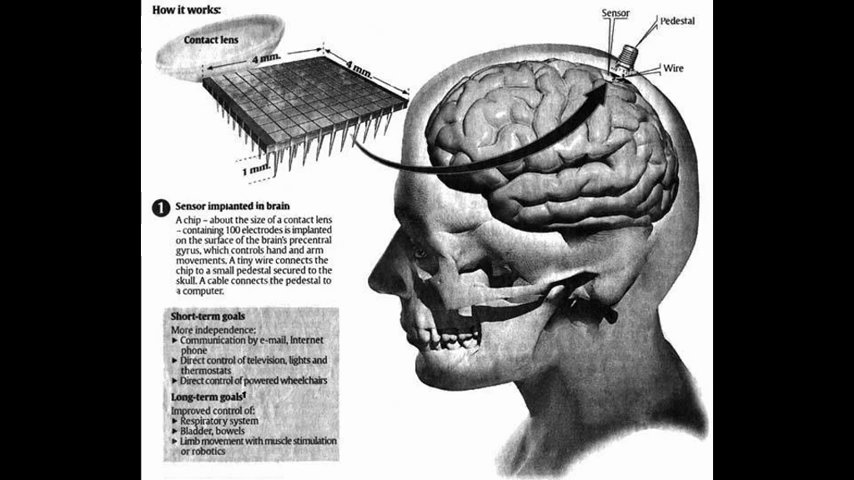 How it works:
Contact lens
4 mm.
4 mm.
1 mm.
Sensor
Pedestal
Wire
1 Sensor implanted in brain
A chip – about the size of a contact lens
– containing 100 electrodes is implanted
on the surface of the brain's precentral
gyrus, which controls hand and arm
movements. A tiny wire connects the
chip to a small pedestal secured to the
skull. A cable connects the pedestal to
a computer.
Short-term goals
More independence:
▶ Communication by e-mail, Internet
phone
▶ Direct control of television, lights and
thermostats
▶ Direct control of powered wheelchairs
Long-term goals¶
Improved control of:
▶ Respiratory system
▶ Bladder, bowels
▶ Limb movement with muscle stimulation
or robotics